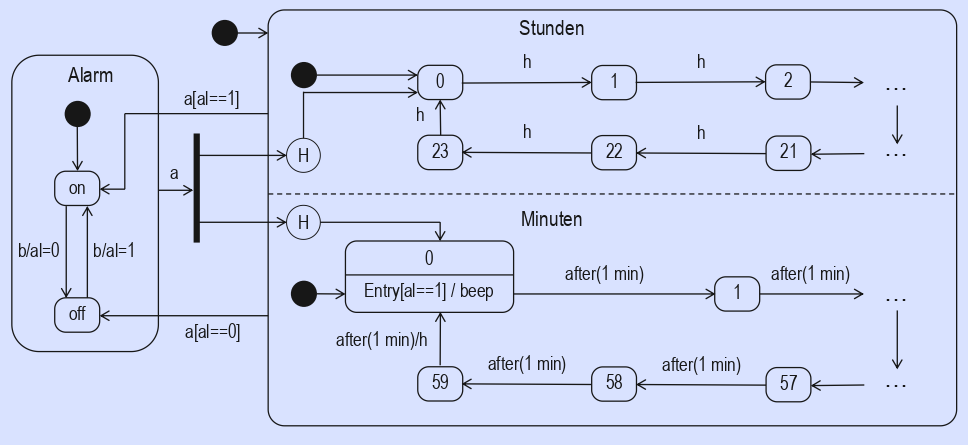 Stunden
Alarm
a[al==1]
h
h
0
1
2
...
h
h
h
H
23
22
21
...
on
a
H
Minuten
b/al=0
b/al=1
0
Entry[al==1] / beep
after(1 min)
after(1 min)
1
...
off
a[al==0]
after(1 min)/h
after(1 min)
after(1 min)
59
58
57
...